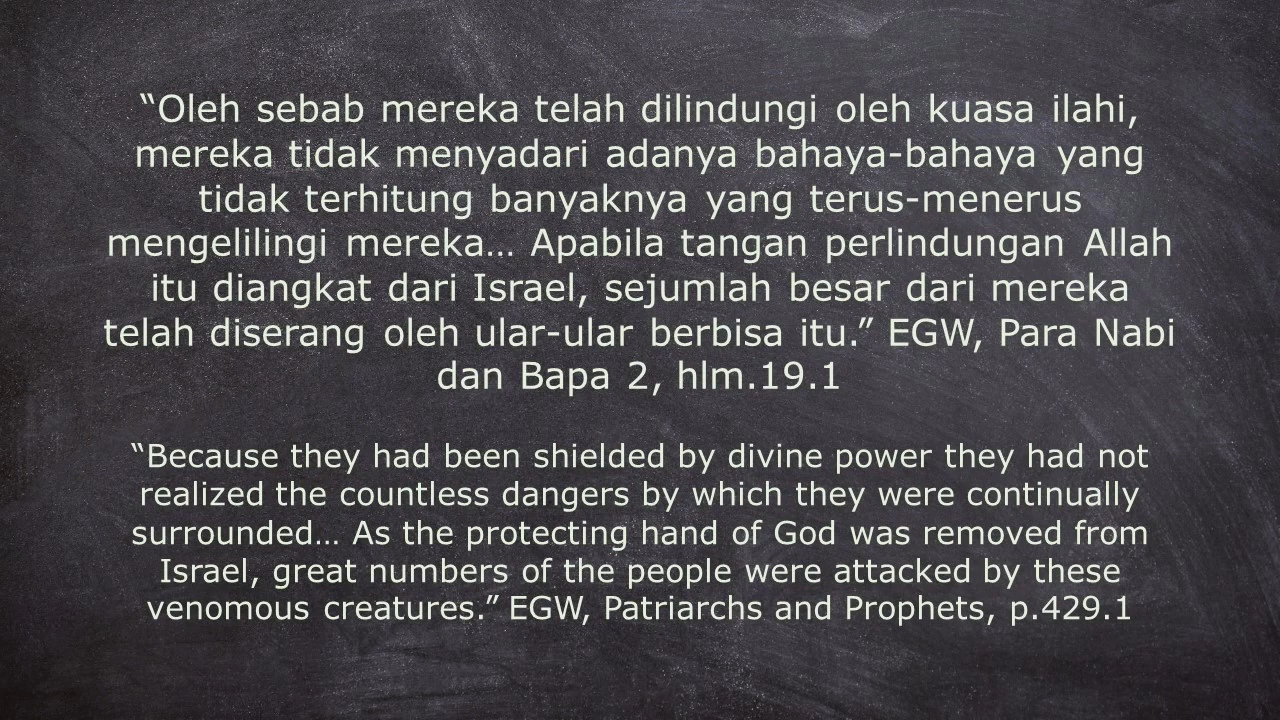 “Oleh sebab mereka telah dilindungi oleh kuasa ilahi,
mereka tidak menyadari adanya bahaya-bahaya yang
tidak terhitung banyaknya yang terus-menerus
mengelilingi mereka… Apabila tangan perlindungan Allah
itu diangkat dari Israel, sejumlah besar dari mereka
telah diserang oleh ular-ular berbisa itu.” EGW, Para Nabi
dan Bapa 2, hlm.19.1
“Because they had been shielded by divine power they had not
realized the countless dangers by which they were continually
surrounded… As the protecting hand of God was removed from
Israel, great numbers of the people were attacked by these
venomous creatures.” EGW, Patriarchs and Prophets, p.429.1